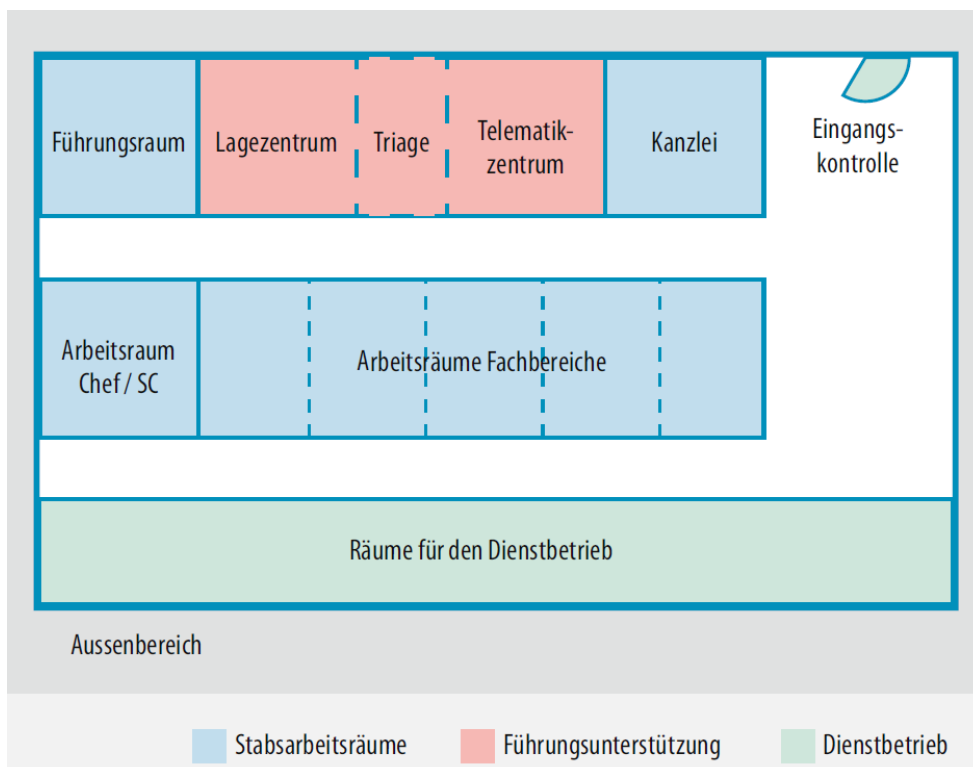 Führungsraum
Lagezentrum
Triage
Telematik-
zentrum
Kanzlei
Eingangs-
kontrolle
Arbeitsraum
Chef / SC
Arbeitsräume Fachbereiche
Räume für den Dienstbetrieb
Aussenbereich
Stabsarbeitsräume
Führungsunterstützung
Dienstbetrieb